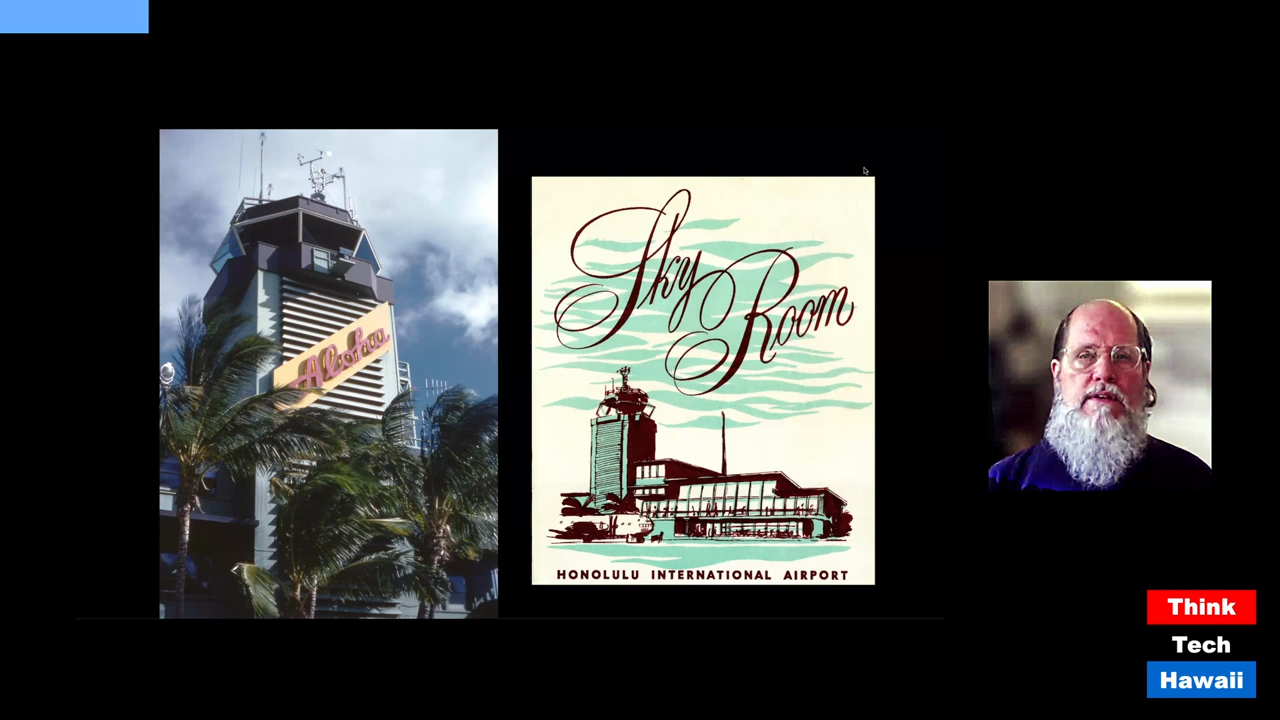 Aloha
Sky
Room
HONOLULU INTERNATIONAL AIRPORT
Think
Tech
Hawaii